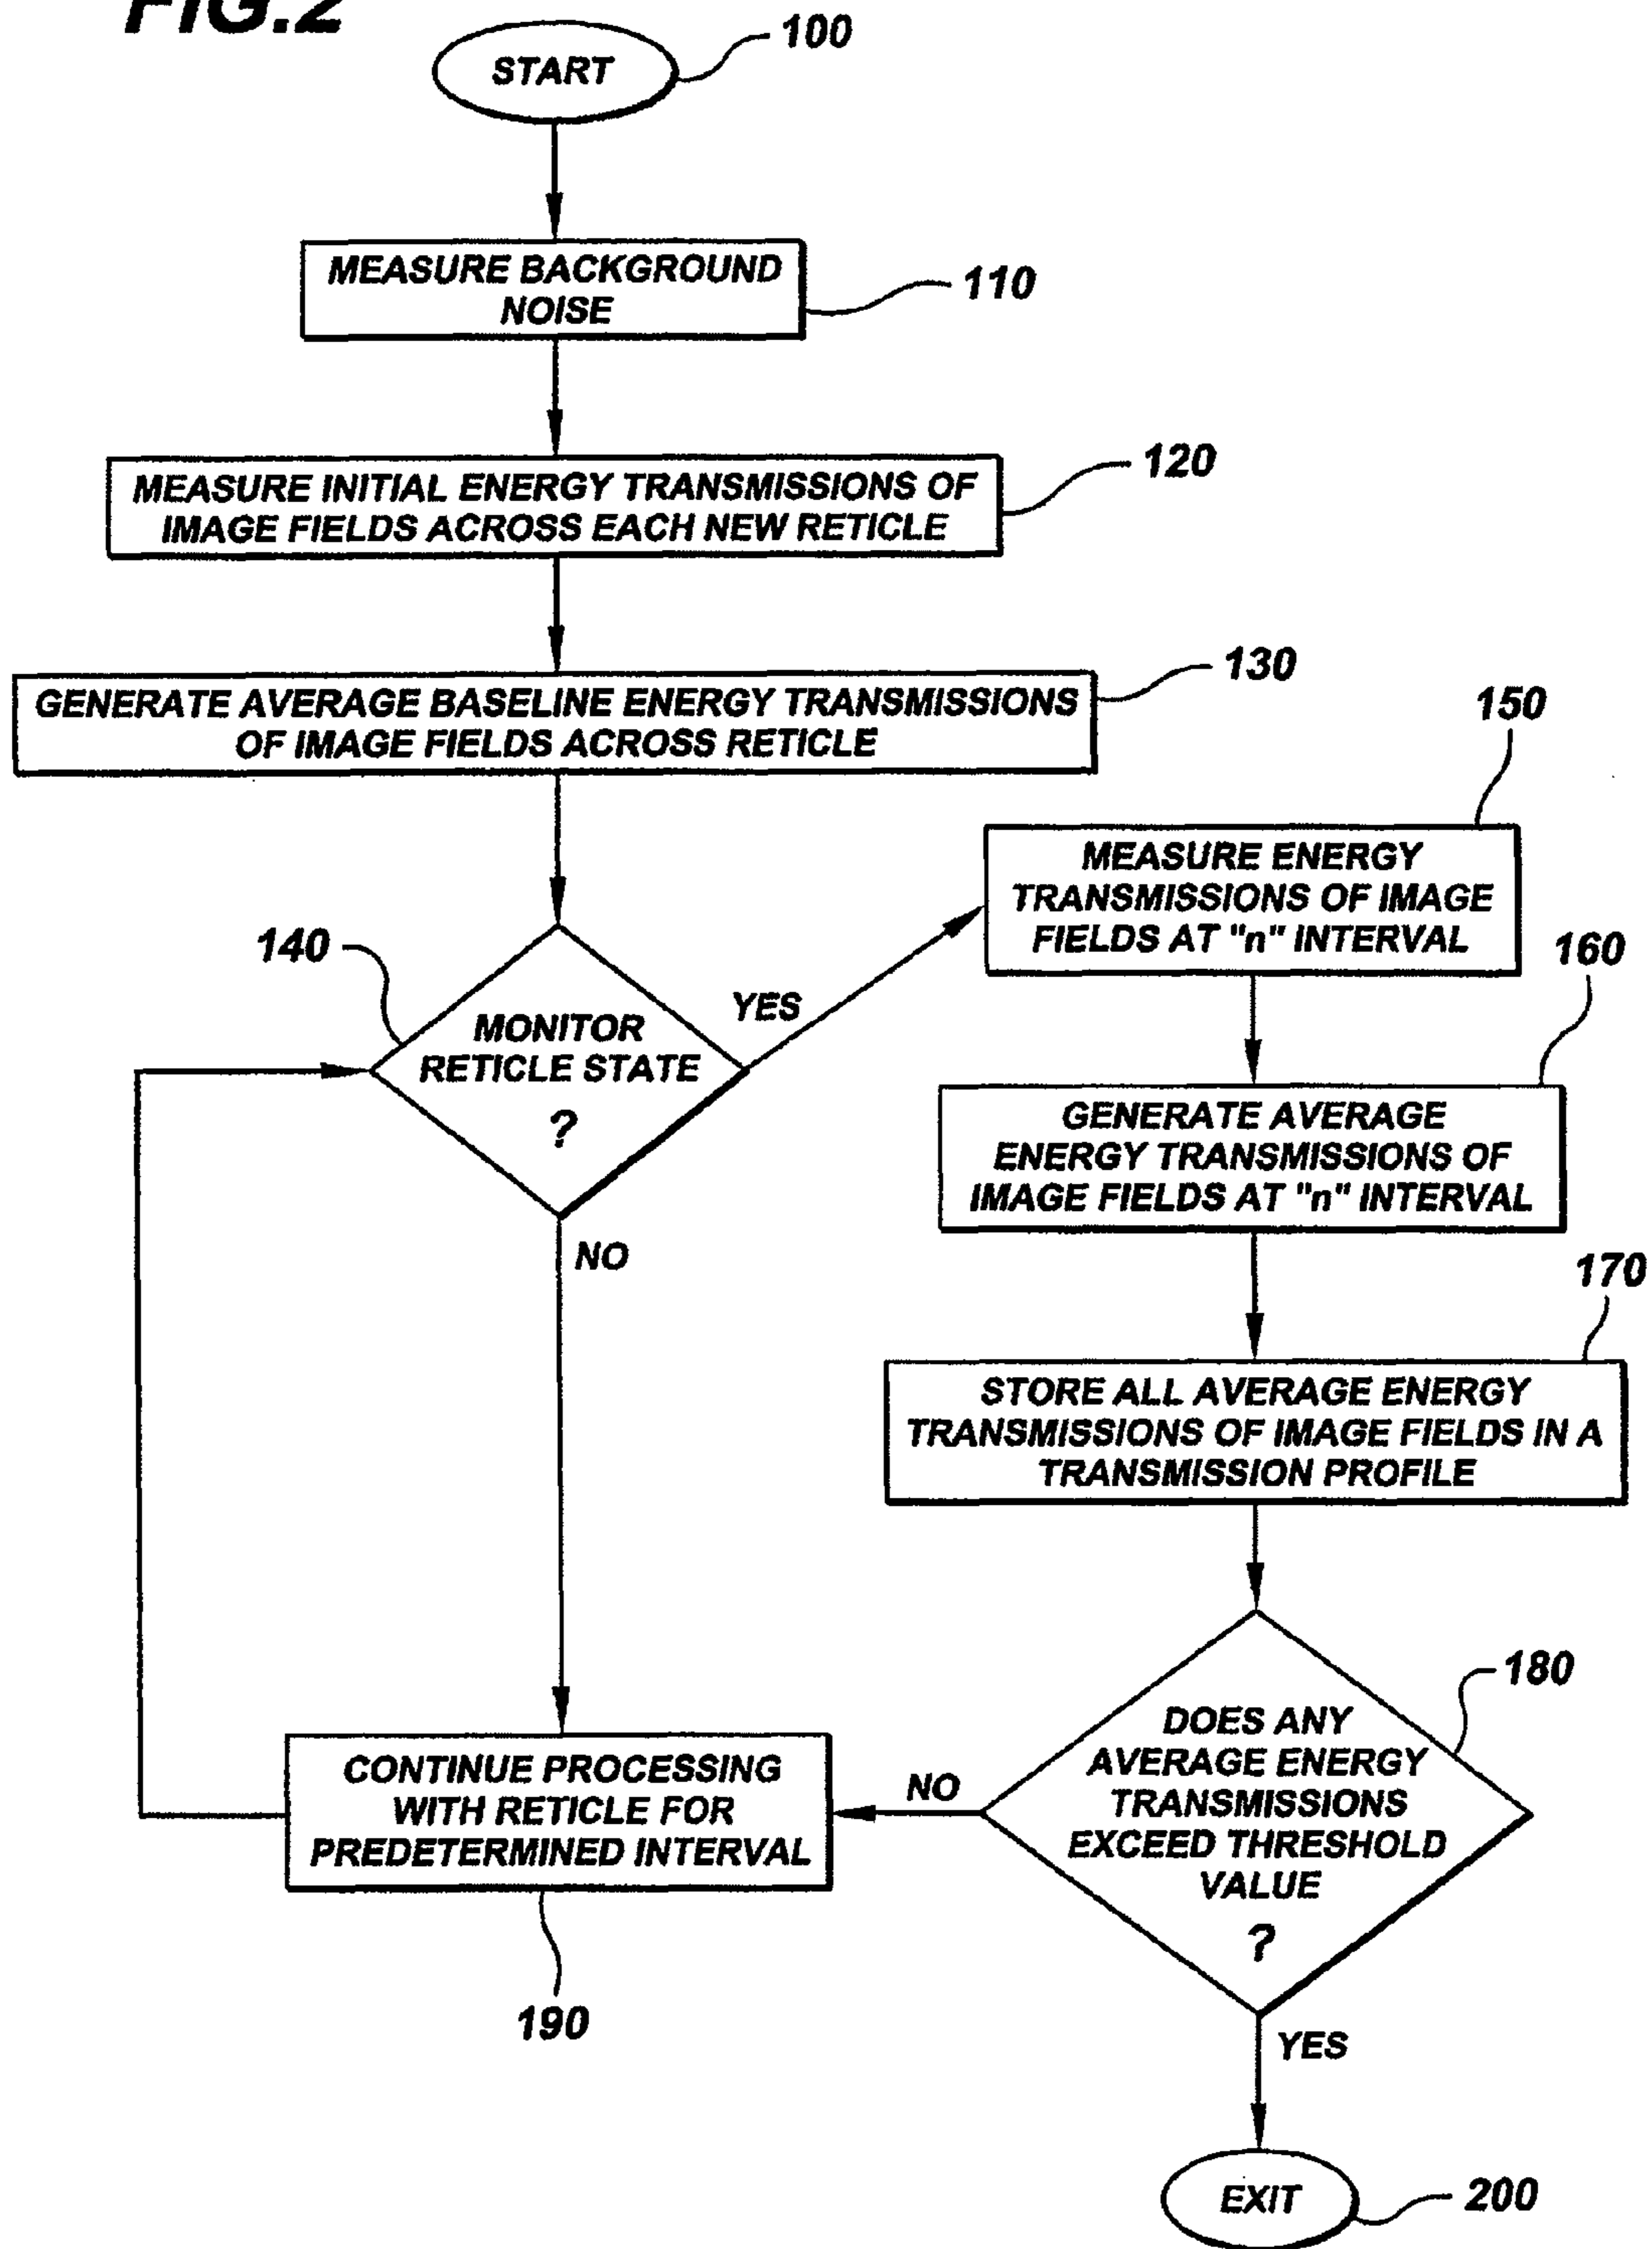 FIG.2
START
100
MEASURE BACKGROUND
NOISE
110
MEASURE INITIAL ENERGY TRANSMISSIONS OF
IMAGE FIELDS ACROSS EACH NEW RETICLE
120
GENERATE AVERAGE BASELINE ENERGY TRANSMISSIONS
OF IMAGE FIELDS ACROSS RETICLE
130
140
MONITOR
RETICLE STATE
?
YES
NO
150
MEASURE ENERGY
TRANSMISSIONS OF IMAGE
FIELDS AT "n" INTERVAL
160
GENERATE AVERAGE
ENERGY TRANSMISSIONS OF
IMAGE FIELDS AT "n" INTERVAL
170
STORE ALL AVERAGE ENERGY
TRANSMISSIONS OF IMAGE FIELDS IN A
TRANSMISSION PROFILE
180
DOES ANY
AVERAGE ENERGY
TRANSMISSIONS
EXCEED THRESHOLD
VALUE
?
NO
CONTINUE PROCESSING
WITH RETICLE FOR
PREDETERMINED INTERVAL
190
YES
EXIT
200